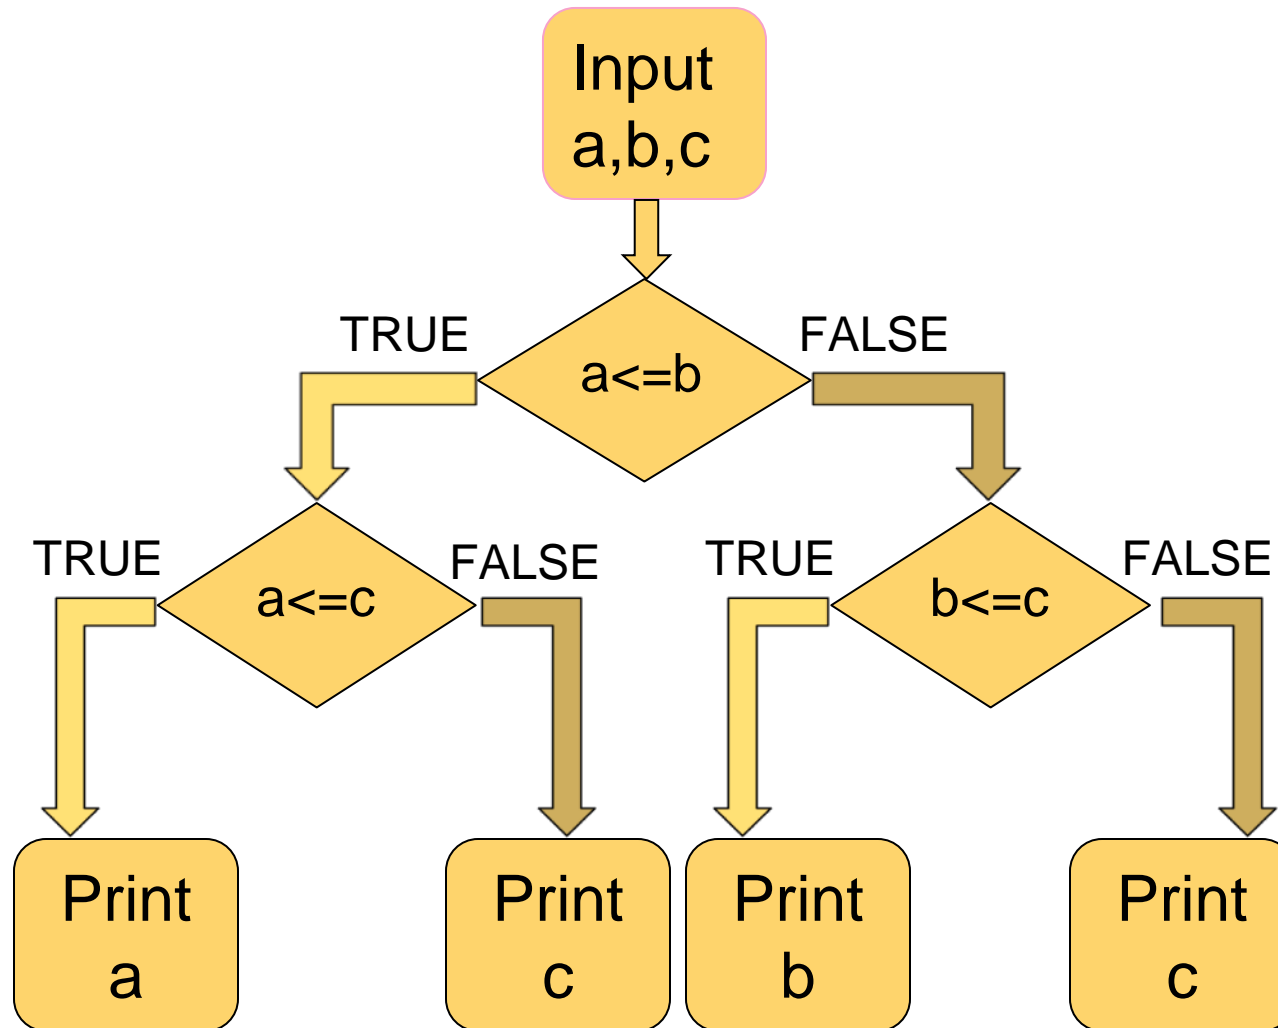 Input
a,b,c
TRUE
FALSE
a<=b
TRUE
FALSE
TRUE
FALSE
a<=c
b<=c
Print
a
Print
c
Print
b
Print
c